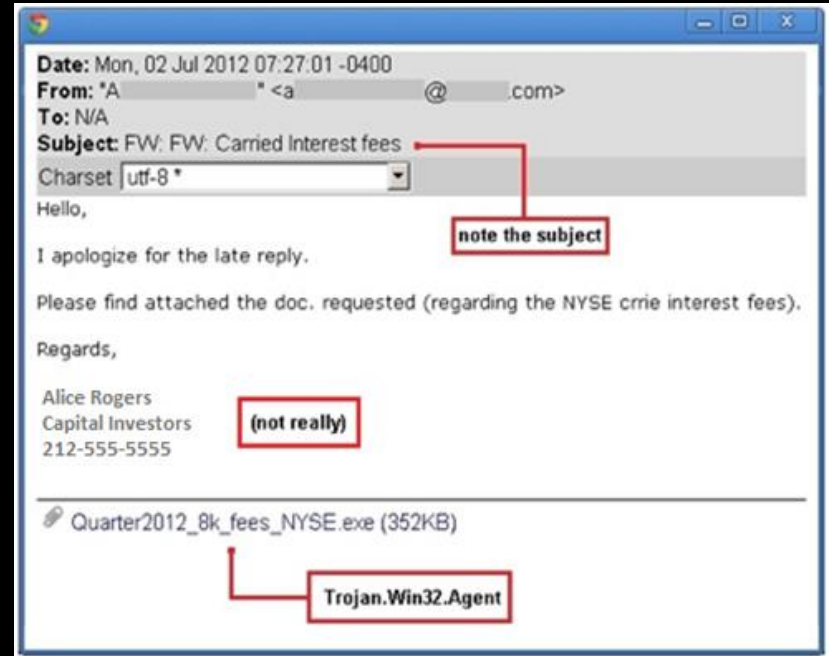 Date: Mon, 02 Jul 2012 07:27:01 -0400
From: "A " <a @ .com>
To: N/A
Subject: FW: FW: Carried Interest fees
Charset utf-8 *
Hello,
note the subject
I apologize for the late reply.
Please find attached the doc. requested (regarding the NYSE crrie interest fees).
Regards,
Alice Rogers
Capital Investors
212-555-5555
(not really)
Quarter2012_8k_fees_NYSE.exe (352KB)
Trojan.Win32.Agent